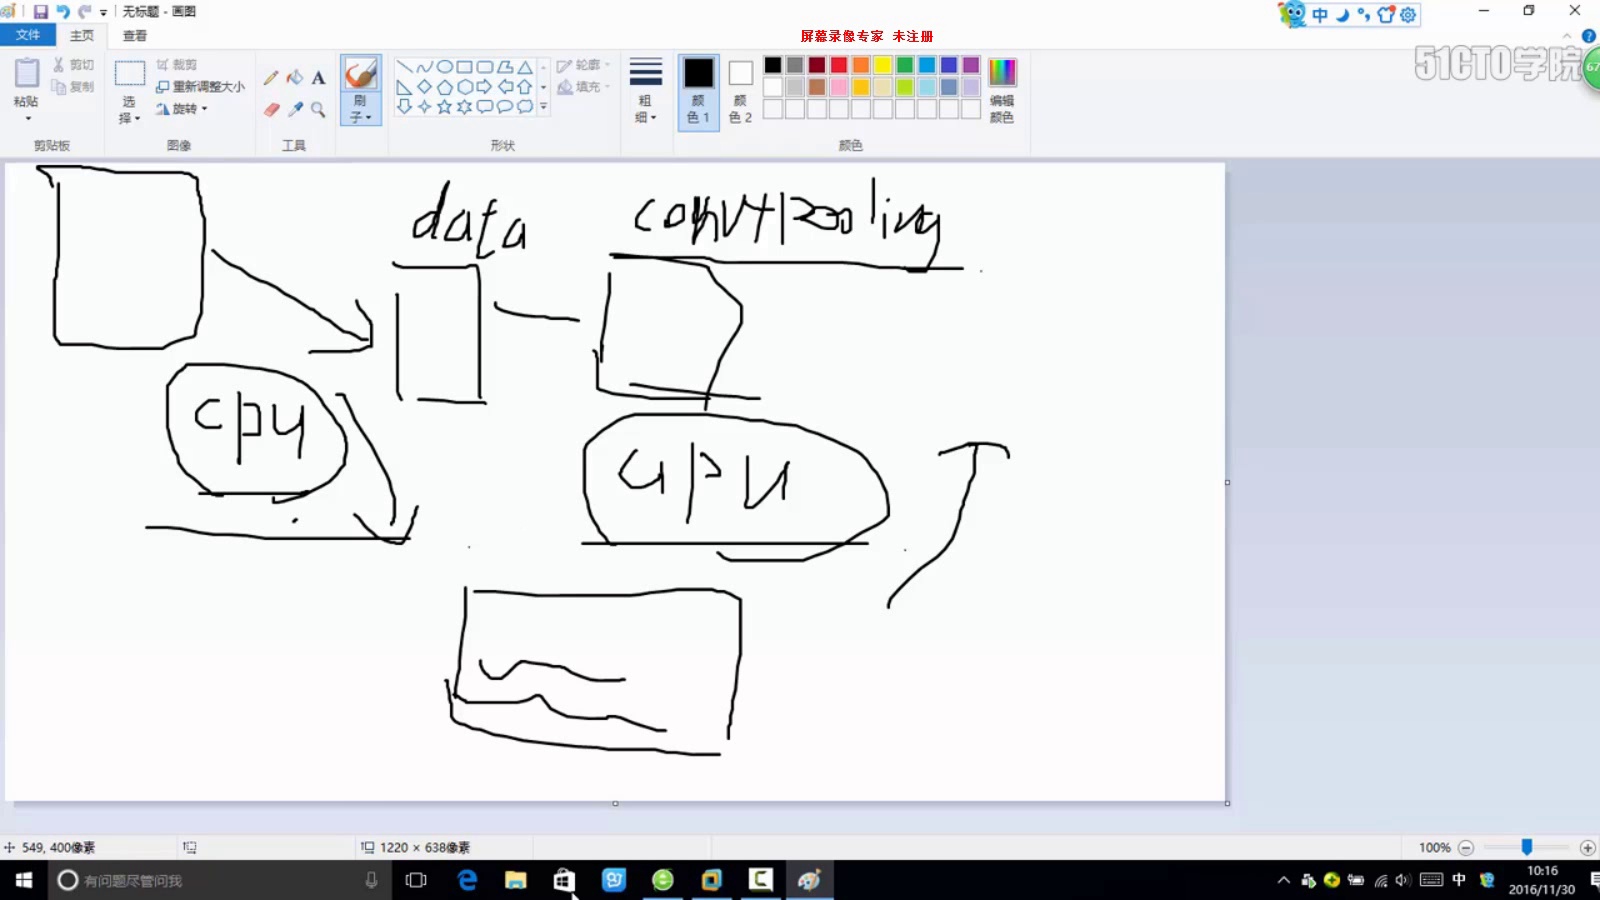 无标题 - 画图
文件 主页 查看
屏幕录像专家 未注册
51CTO学院
67
中
粘贴 剪切 复制
剪贴板
选择 裁剪 重新调整大小 旋转
图像
A
工具
刷子
形状
轮廓 填充
粗细
颜色 1
颜色 2
编辑颜色
颜色
data conv+pooling
cpu
gpu
549, 400像素
1220 × 638像素
100%
有问题尽管问我
中
10:16
2016/11/30